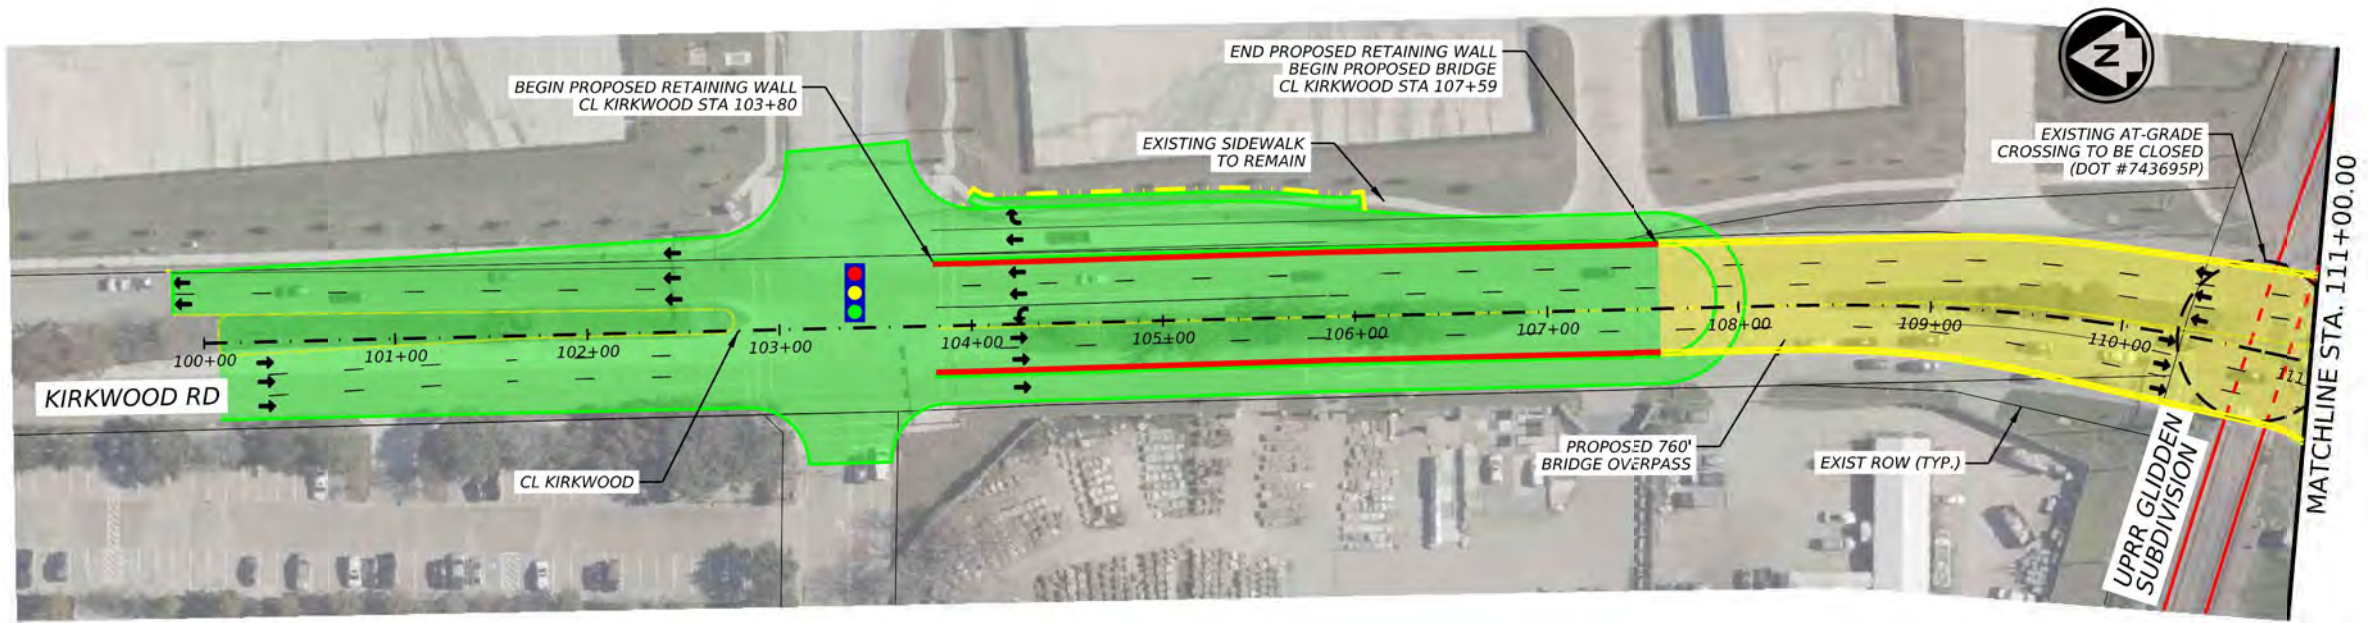 BEGIN PROPOSED RETAINING WALL
CL KIRKWOOD STA 103+80
END PROPOSED RETAINING WALL
BEGIN PROPOSED BRIDGE
CL KIRKWOOD STA 107+59
EXISTING SIDEWALK
TO REMAIN
N
EXISTING AT-GRADE
CROSSING TO BE CLOSED
(DOT #743695P)
MATCHLINE STA. 111+00.00
100+00
101+00
102+00
103+00
104+00
105+00
106+00
107+00
108+00
109+00
110+00
111
KIRKWOOD RD
CL KIRKWOOD
PROPOSED 760'
BRIDGE OVERPASS
EXIST ROW (TYP.)
UPRR GLIDDEN
SUBDIVISION